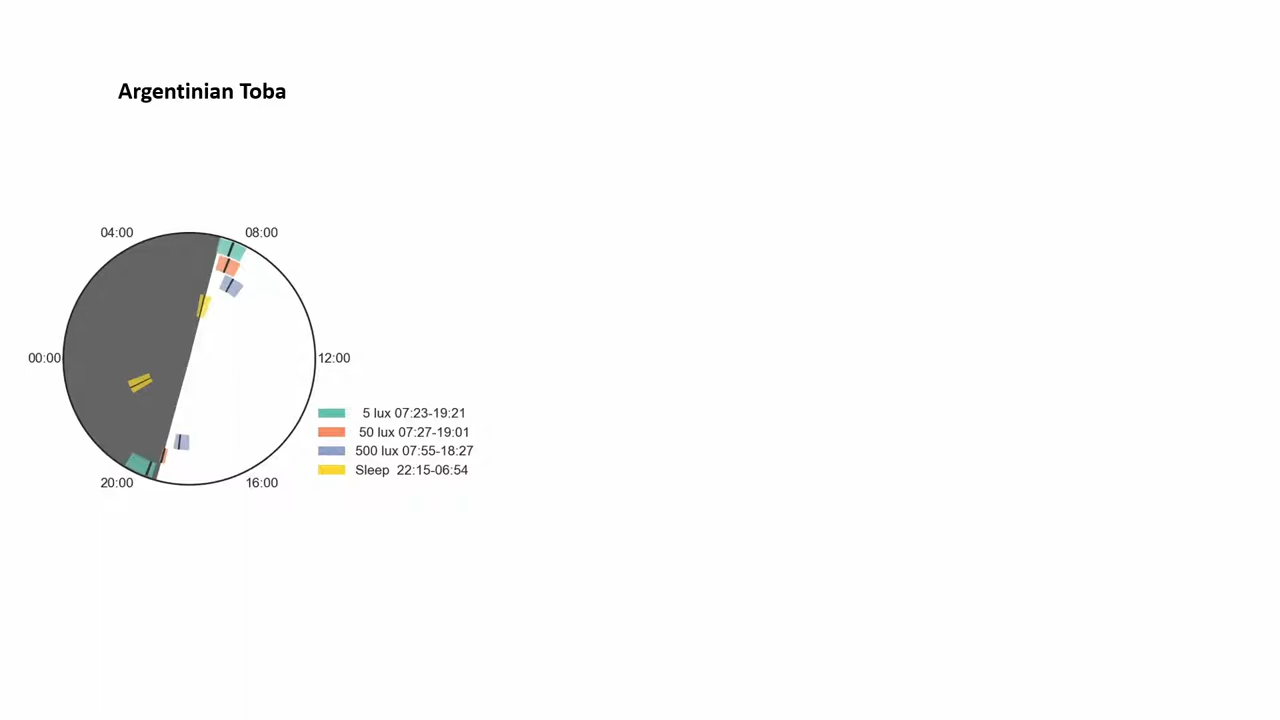 Argentinian Toba
04:00
08:00
00:00
12:00
5 lux 07:23-19:21
50 lux 07:27-19:01
500 lux 07:55-18:27
Sleep 22:15-06:54
20:00
16:00